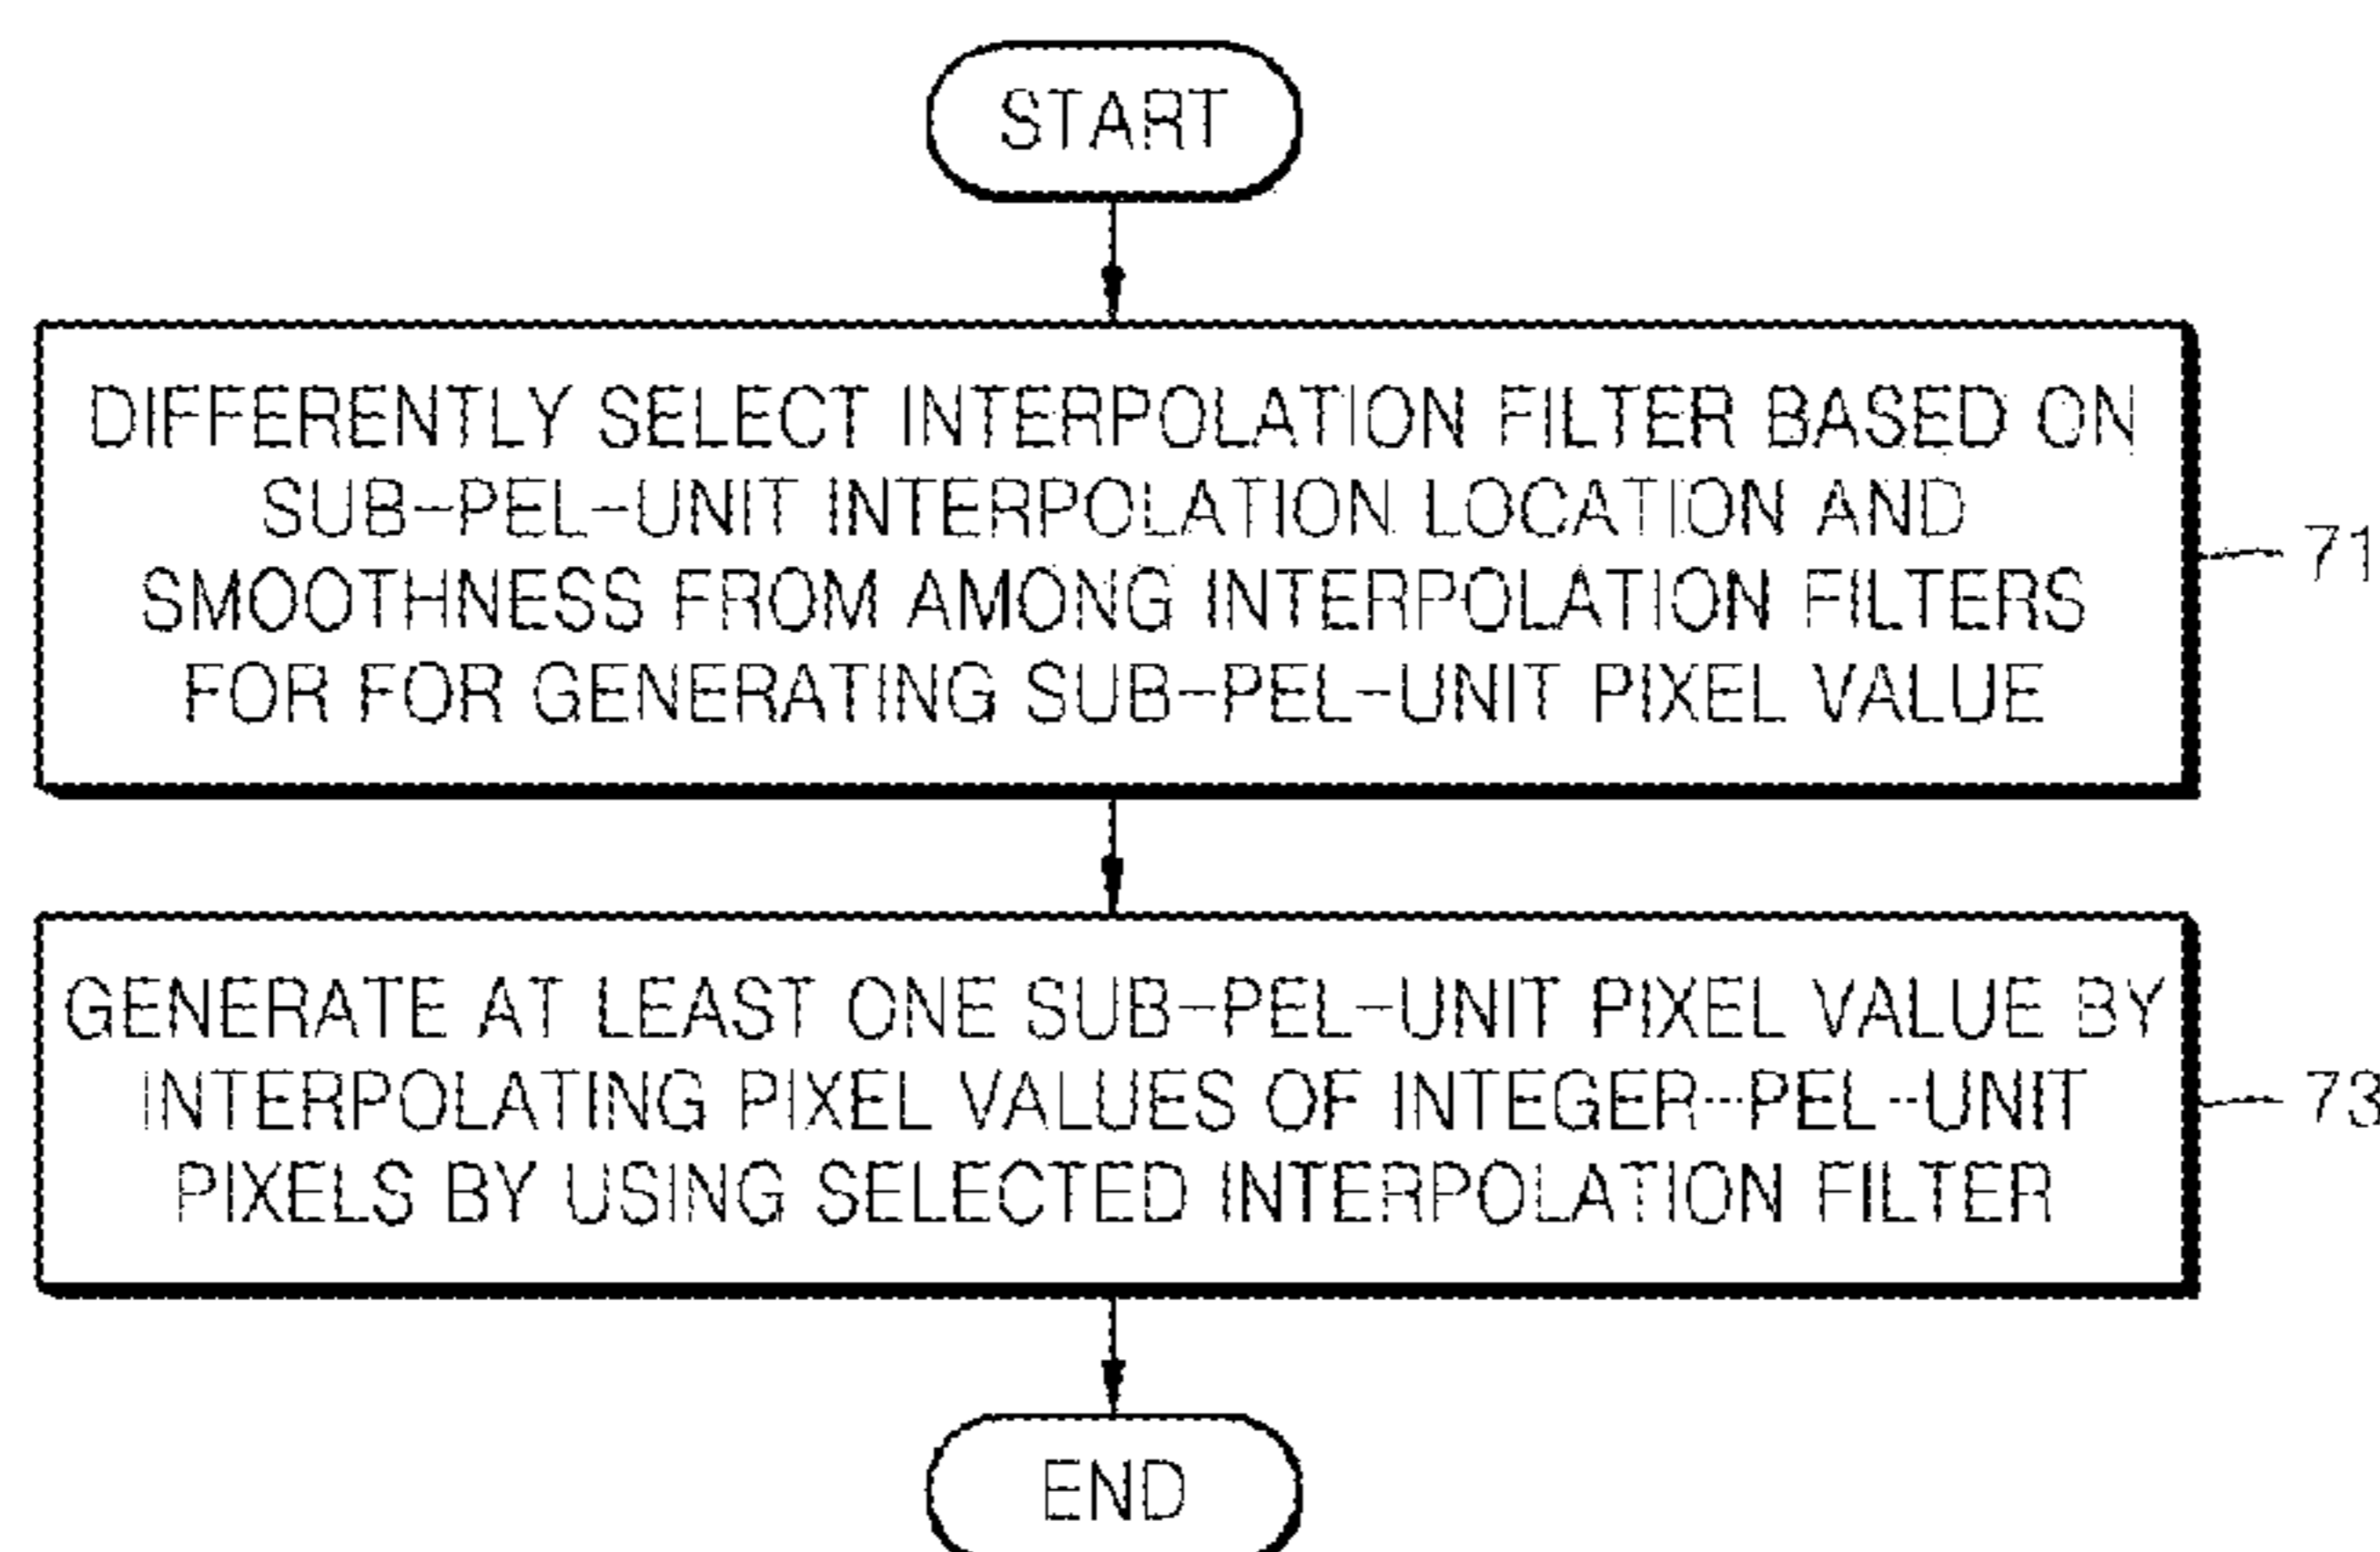 START
DIFFERENTLY SELECT INTERPOLATION FILTER BASED ON
SUB-PEL-UNIT INTERPOLATION LOCATION AND
SMOOTHNESS FROM AMONG INTERPOLATION FILTERS
FOR FOR GENERATING SUB-PEL-UNIT PIXEL VALUE
71
GENERATE AT LEAST ONE SUB-PEL-UNIT PIXEL VALUE BY
INTERPOLATING PIXEL VALUES OF INTEGER-PEL-UNIT
PIXELS BY USING SELECTED INTERPOLATION FILTER
73
END